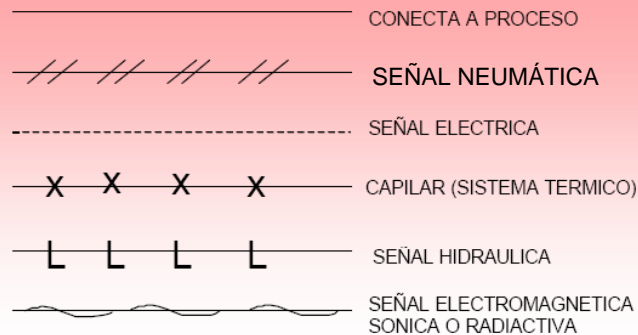 CONECTA A PROCESO
SEÑAL NEUMÁTICA
SEÑAL ELECTRICA
X X X X CAPILAR (SISTEMA TERMICO)
L L L L SEÑAL HIDRAULICA
SEÑAL ELECTROMAGNETICA
SONICA O RADIACTIVA